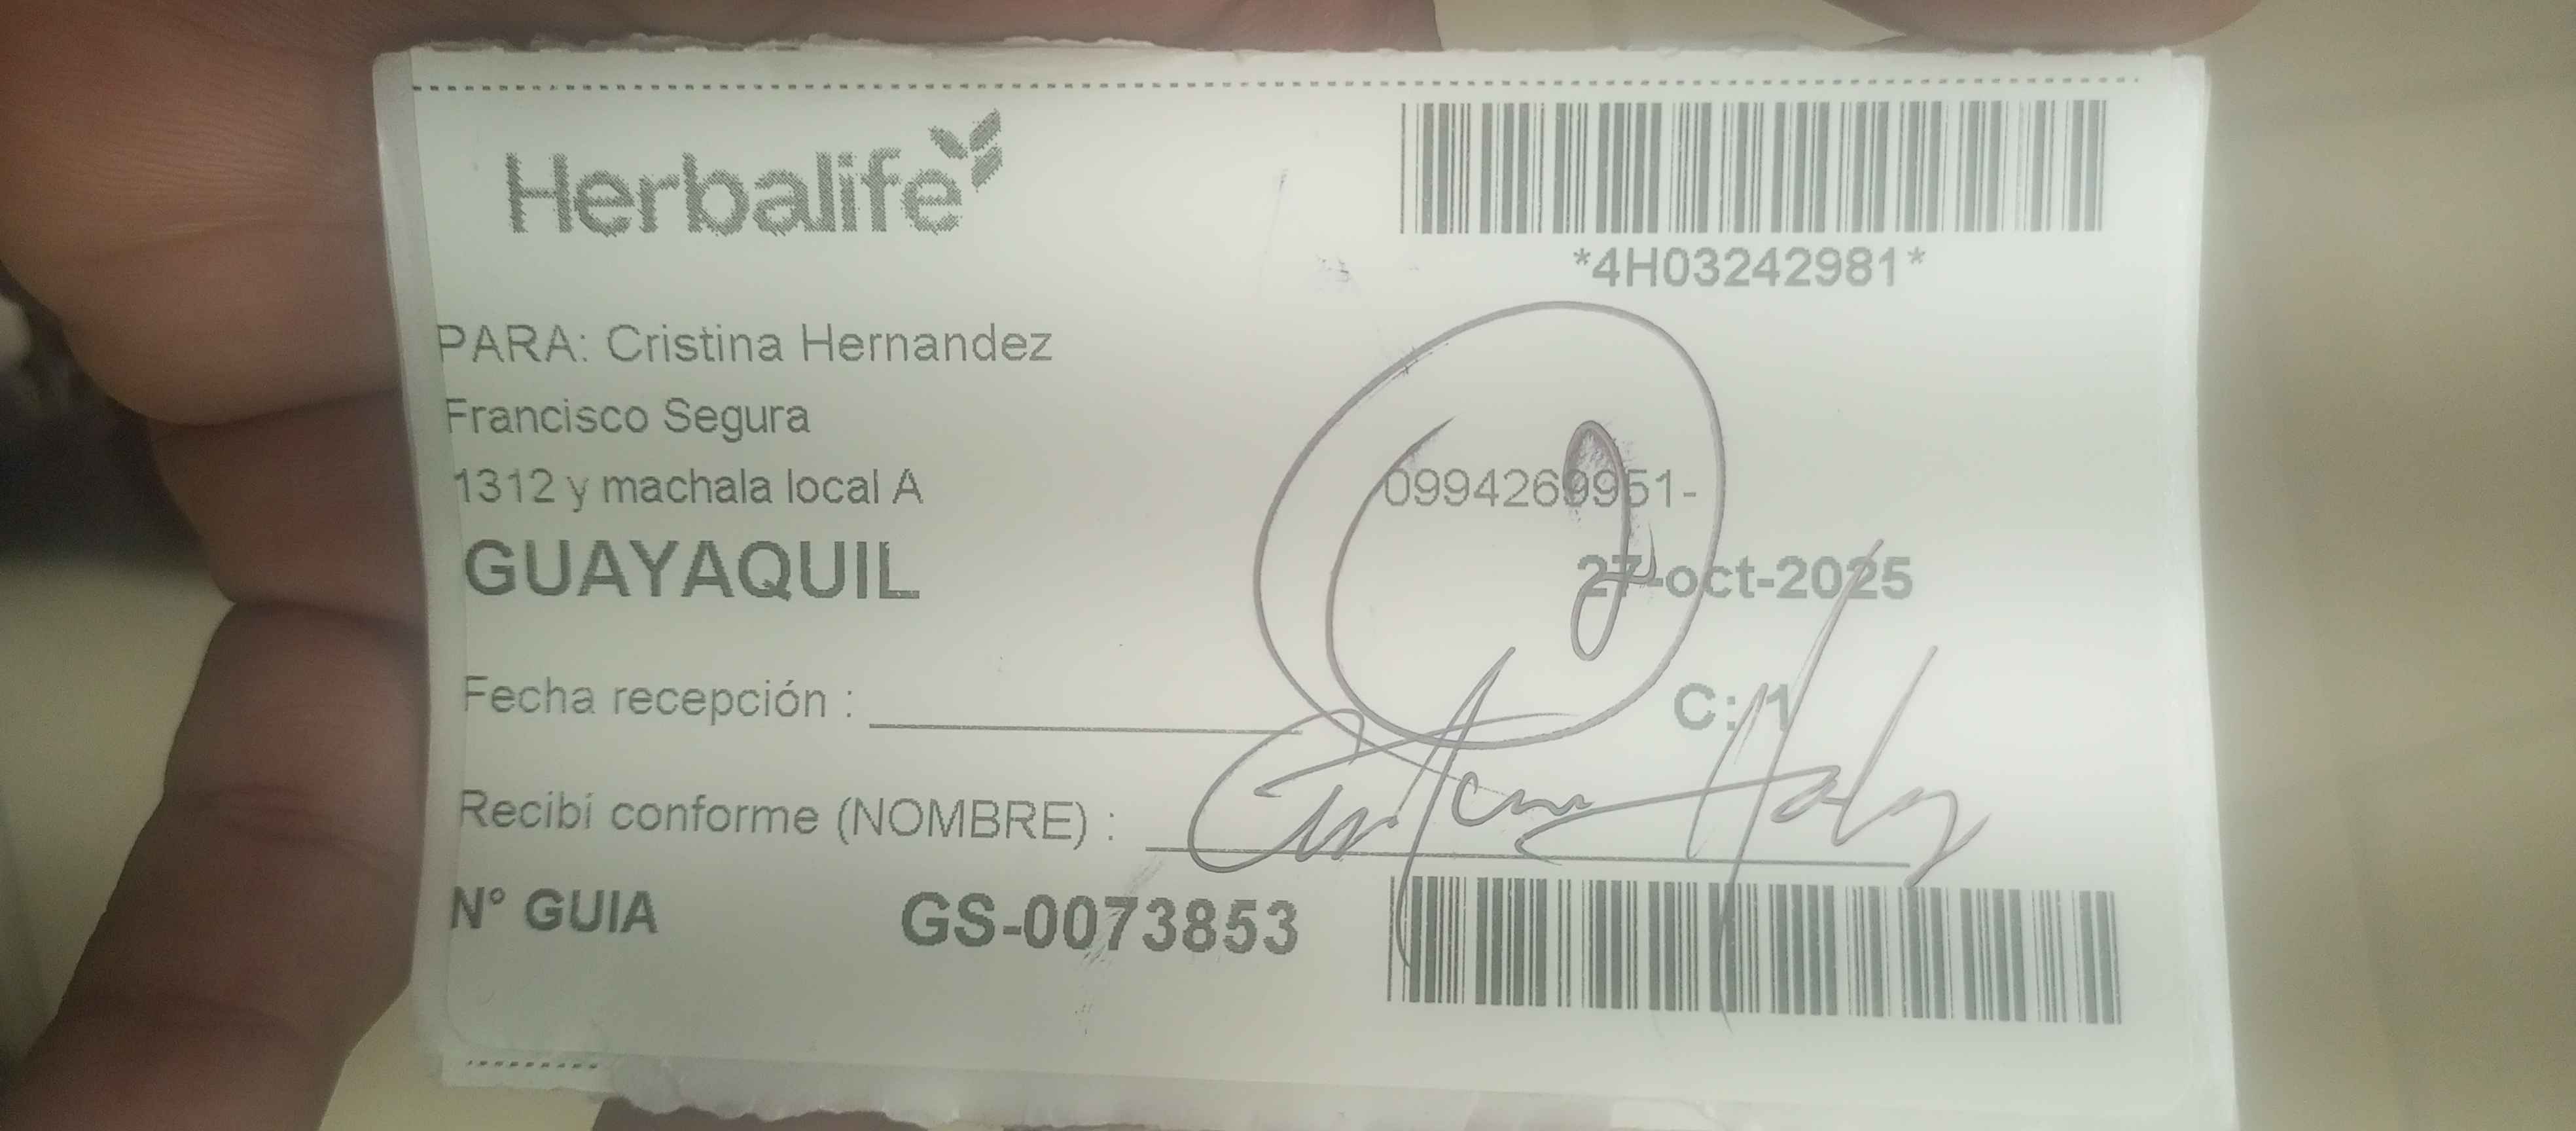 Herbalife
*4H03242981*
PARA: Cristina Hernandez
Francisco Segura
1312 y machala local A
0994269951-
GUAYAQUIL
27-oct-2025
Fecha recepción :
C: 1
Recibí conforme (NOMBRE) :
N° GUIA GS-0073853